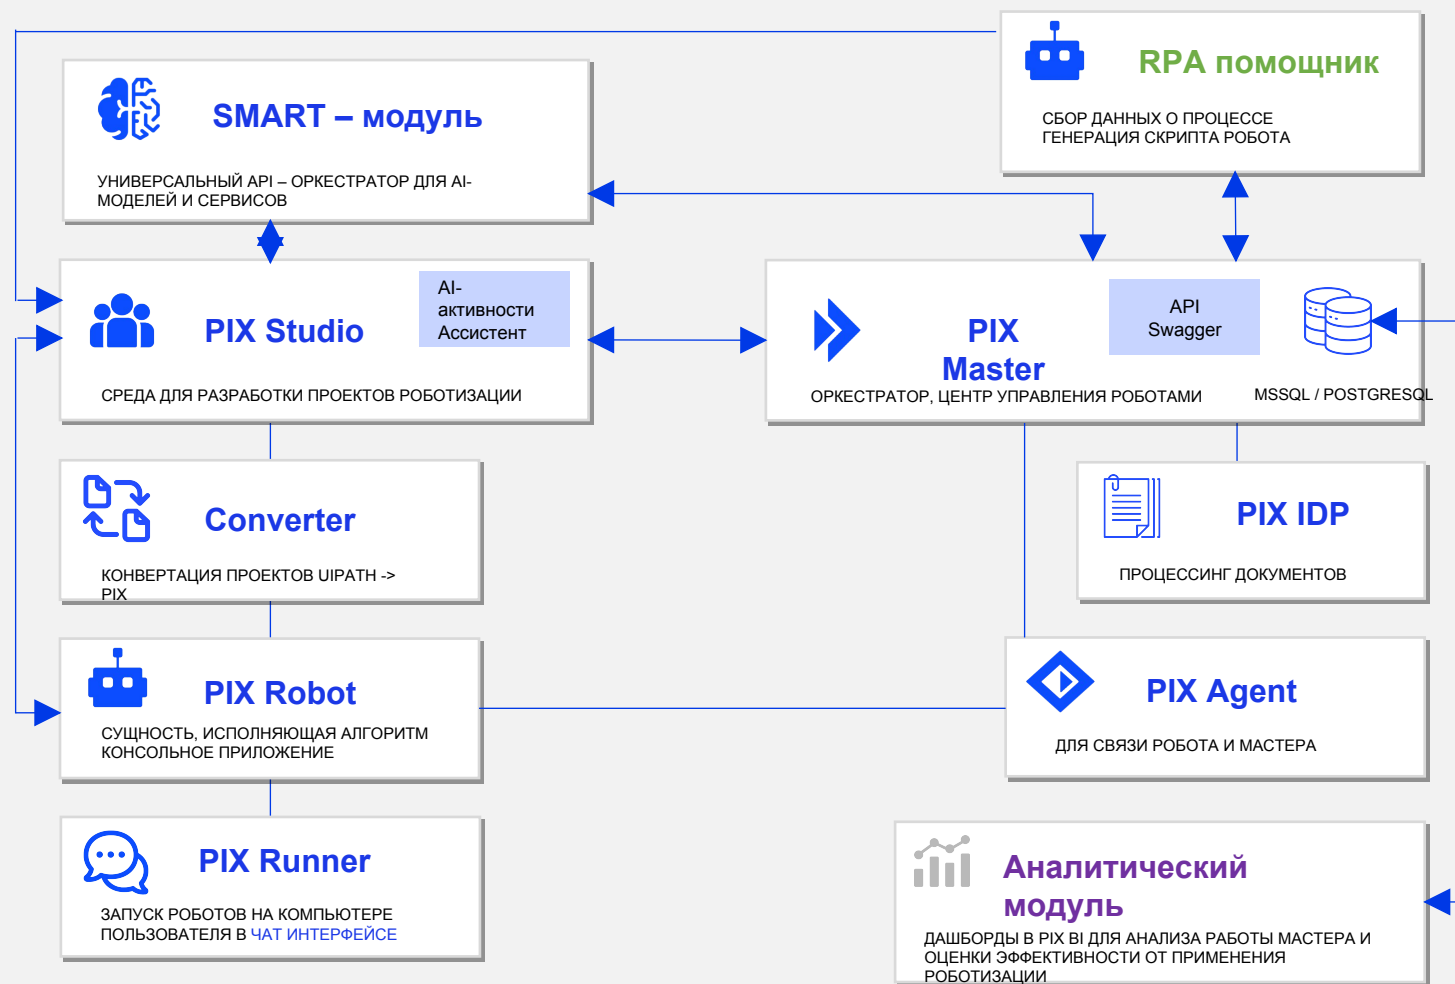 RPA помощник
СБОР ДАННЫХ О ПРОЦЕССЕ
ГЕНЕРАЦИЯ СКРИПТА РОБОТА
SMART – модуль
УНИВЕРСАЛЬНЫЙ API – ОРКЕСТРАТОР ДЛЯ AI-
МОДЕЛЕЙ И СЕРВИСОВ
PIX Studio
AI-
активности
Ассистент
СРЕДА ДЛЯ РАЗРАБОТКИ ПРОЕКТОВ РОБОТИЗАЦИИ
PIX
Master
API
Swagger
ОРКЕСТРАТОР, ЦЕНТР УПРАВЛЕНИЯ РОБОТАМИ
MSSQL / POSTGRESQL
Converter
КОНВЕРТАЦИЯ ПРОЕКТОВ UIPATH ->
PIX
PIX IDP
ПРОЦЕССИНГ ДОКУМЕНТОВ
PIX Robot
СУЩНОСТЬ, ИСПОЛНЯЮЩАЯ АЛГОРИТМ
КОНСОЛЬНОЕ ПРИЛОЖЕНИЕ
PIX Agent
ДЛЯ СВЯЗИ РОБОТА И МАСТЕРА
PIX Runner
ЗАПУСК РОБОТОВ НА КОМПЬЮТЕРЕ
ПОЛЬЗОВАТЕЛЯ В ЧАТ ИНТЕРФЕЙСЕ
Аналитический
модуль
ДАШБОРДЫ В PIX BI ДЛЯ АНАЛИЗА РАБОТЫ МАСТЕРА И
ОЦЕНКИ ЭФФЕКТИВНОСТИ ОТ ПРИМЕНЕНИЯ
РОБОТИЗАЦИИ